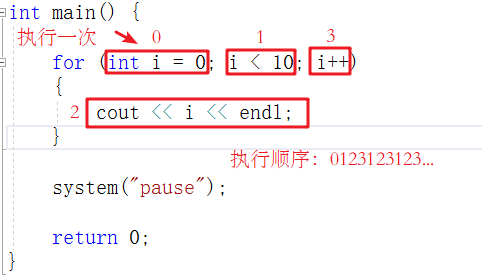 int main() {
执行一次 0 1 3
for (int i = 0; i < 10; i++)
{
2 cout << i << endl;
}
执行顺序：0123123123...
system("pause");
return 0;
}